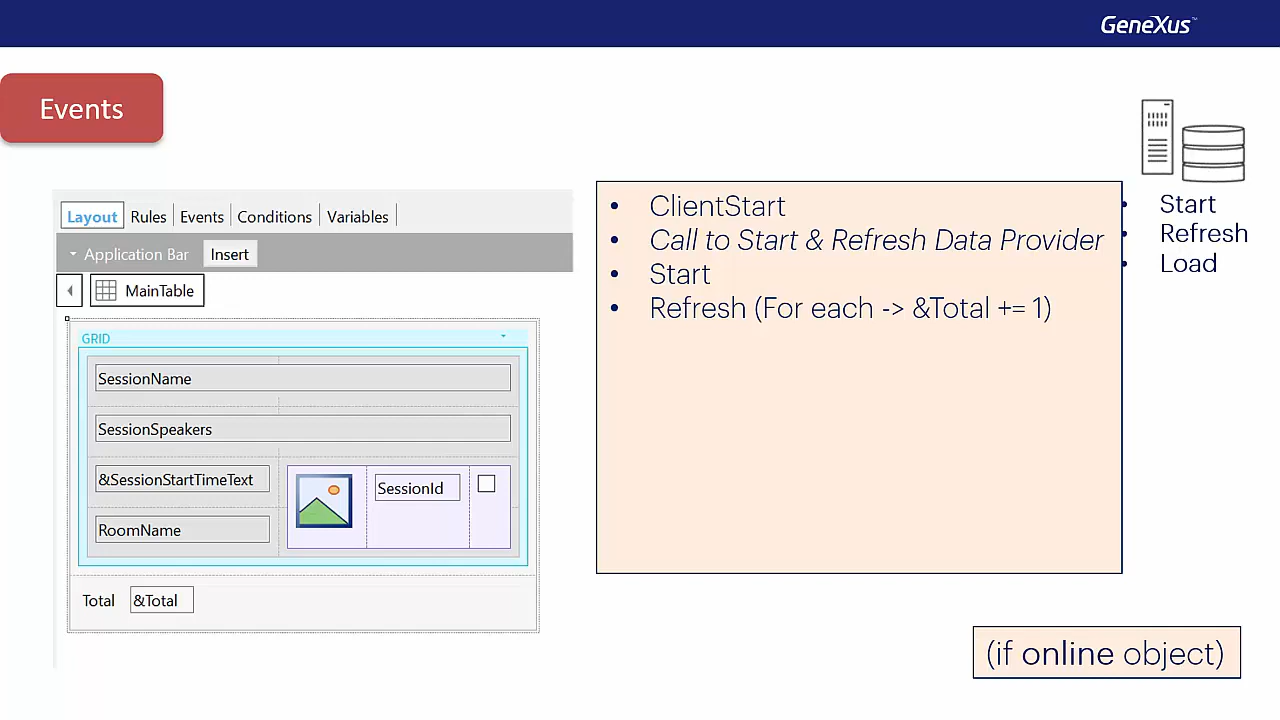 GeneXus™
Events
Layout Rules Events Conditions Variables
Application Bar Insert
MainTable
GRID
SessionName
SessionSpeakers
&SessionStartTimeText
SessionId
RoomName
Total &Total
• ClientStart
• Call to Start & Refresh Data Provider
• Start
• Refresh (For each -> &Total += 1)
• Start
• Refresh
• Load
(if online object)